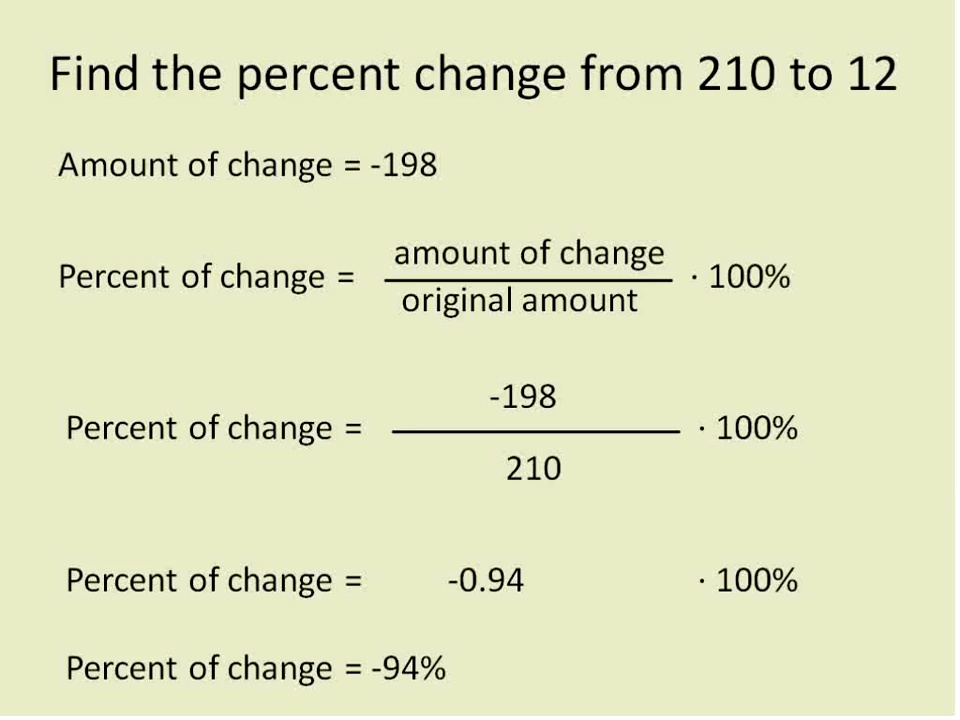 Find the percent change from 210 to 12
Amount of change = -198
Percent of change = amount of change / original amount · 100%
Percent of change = -198 / 210 · 100%
Percent of change = -0.94 · 100%
Percent of change = -94%